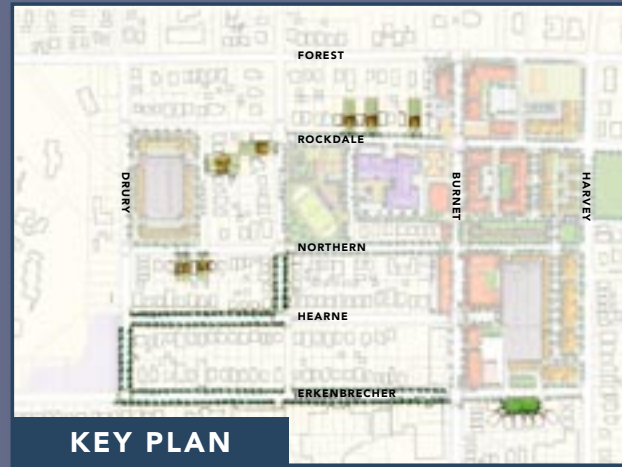 FOREST
ROCKDALE
DRURY
BURNET
HARVEY
NORTHERN
HEARNE
ERKENBRECHER
KEY PLAN